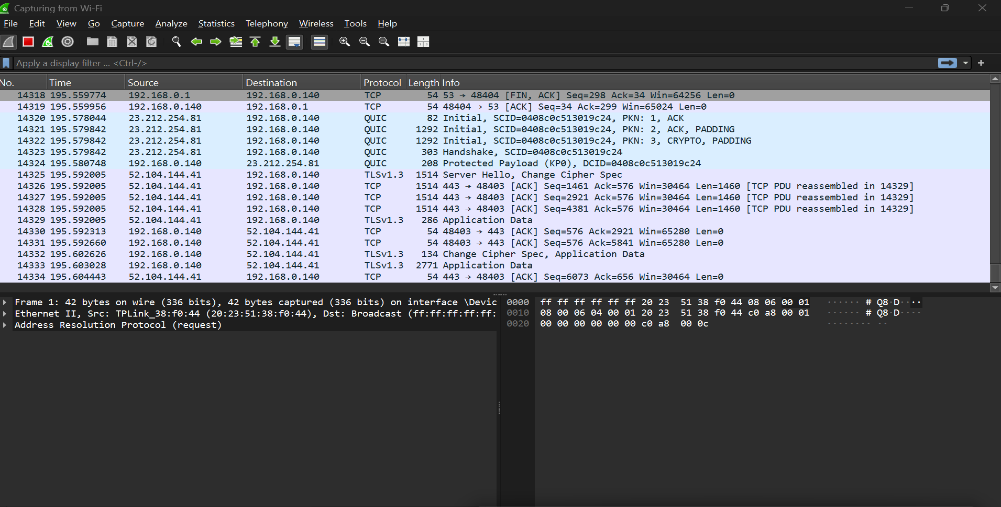 Capturing from Wi-Fi
File Edit View Go Capture Analyze Statistics Telephony Wireless Tools Help
Apply a display filter ... <Ctrl-/>
No. Time Source Destination Protocol Length Info
14318 195.559774 192.168.0.1 192.168.0.140 TCP 54 53 → 48404 [FIN, ACK] Seq=298 Ack=34 Win=64256 Len=0
14319 195.559956 192.168.0.140 192.168.0.1 TCP 54 48404 → 53 [ACK] Seq=34 Ack=299 Win=65024 Len=0
14320 195.578044 23.212.254.81 192.168.0.140 QUIC 82 Initial, SCID=0408c0c513019c24, PKN: 1, ACK
14321 195.579842 23.212.254.81 192.168.0.140 QUIC 1292 Initial, SCID=0408c0c513019c24, PKN: 2, ACK, PADDING
14322 195.579842 23.212.254.81 192.168.0.140 QUIC 1292 Initial, SCID=0408c0c513019c24, PKN: 3, CRYPTO, PADDING
14323 195.579842 23.212.254.81 192.168.0.140 QUIC 303 Handshake, SCID=0408c0c513019c24
14324 195.580748 192.168.0.140 23.212.254.81 QUIC 208 Protected Payload (KP0), DCID=0408c0c513019c24
14325 195.592005 52.104.144.41 192.168.0.140 TLSv1.3 1514 Server Hello, Change Cipher Spec
14326 195.592005 52.104.144.41 192.168.0.140 TCP 1514 443 → 48403 [ACK] Seq=1461 Ack=576 Win=30464 Len=1460 [TCP PDU reassembled in 14329]
14327 195.592005 52.104.144.41 192.168.0.140 TCP 1514 443 → 48403 [ACK] Seq=2921 Ack=576 Win=30464 Len=1460 [TCP PDU reassembled in 14329]
14328 195.592005 52.104.144.41 192.168.0.140 TCP 1514 443 → 48403 [ACK] Seq=4381 Ack=576 Win=30464 Len=1460 [TCP PDU reassembled in 14329]
14329 195.592005 52.104.144.41 192.168.0.140 TLSv1.3 286 Application Data
14330 195.592313 192.168.0.140 52.104.144.41 TCP 54 48403 → 443 [ACK] Seq=576 Ack=2921 Win=65280 Len=0
14331 195.592660 192.168.0.140 52.104.144.41 TCP 54 48403 → 443 [ACK] Seq=576 Ack=5841 Win=65280 Len=0
14332 195.602626 192.168.0.140 52.104.144.41 TLSv1.3 134 Change Cipher Spec, Application Data
14333 195.603028 192.168.0.140 52.104.144.41 TLSv1.3 2771 Application Data
14334 195.604443 52.104.144.41 192.168.0.140 TCP 54 443 → 48403 [ACK] Seq=6073 Ack=656 Win=30464 Len=0
Frame 1: 42 bytes on wire (336 bits), 42 bytes captured (336 bits) on interface \Devic
Ethernet II, Src: TPLink_38:f0:44 (20:23:51:38:f0:44), Dst: Broadcast (ff:ff:ff:ff:ff:
Address Resolution Protocol (request)
0000 ff ff ff ff ff ff 20 23 51 38 f0 44 08 06 00 01 ······ # Q8·D····
0010 08 00 06 04 00 01 20 23 51 38 f0 44 c0 a8 00 01 ······ # Q8·D····
0020 00 00 00 00 00 00 c0 a8 00 0c ········ ··